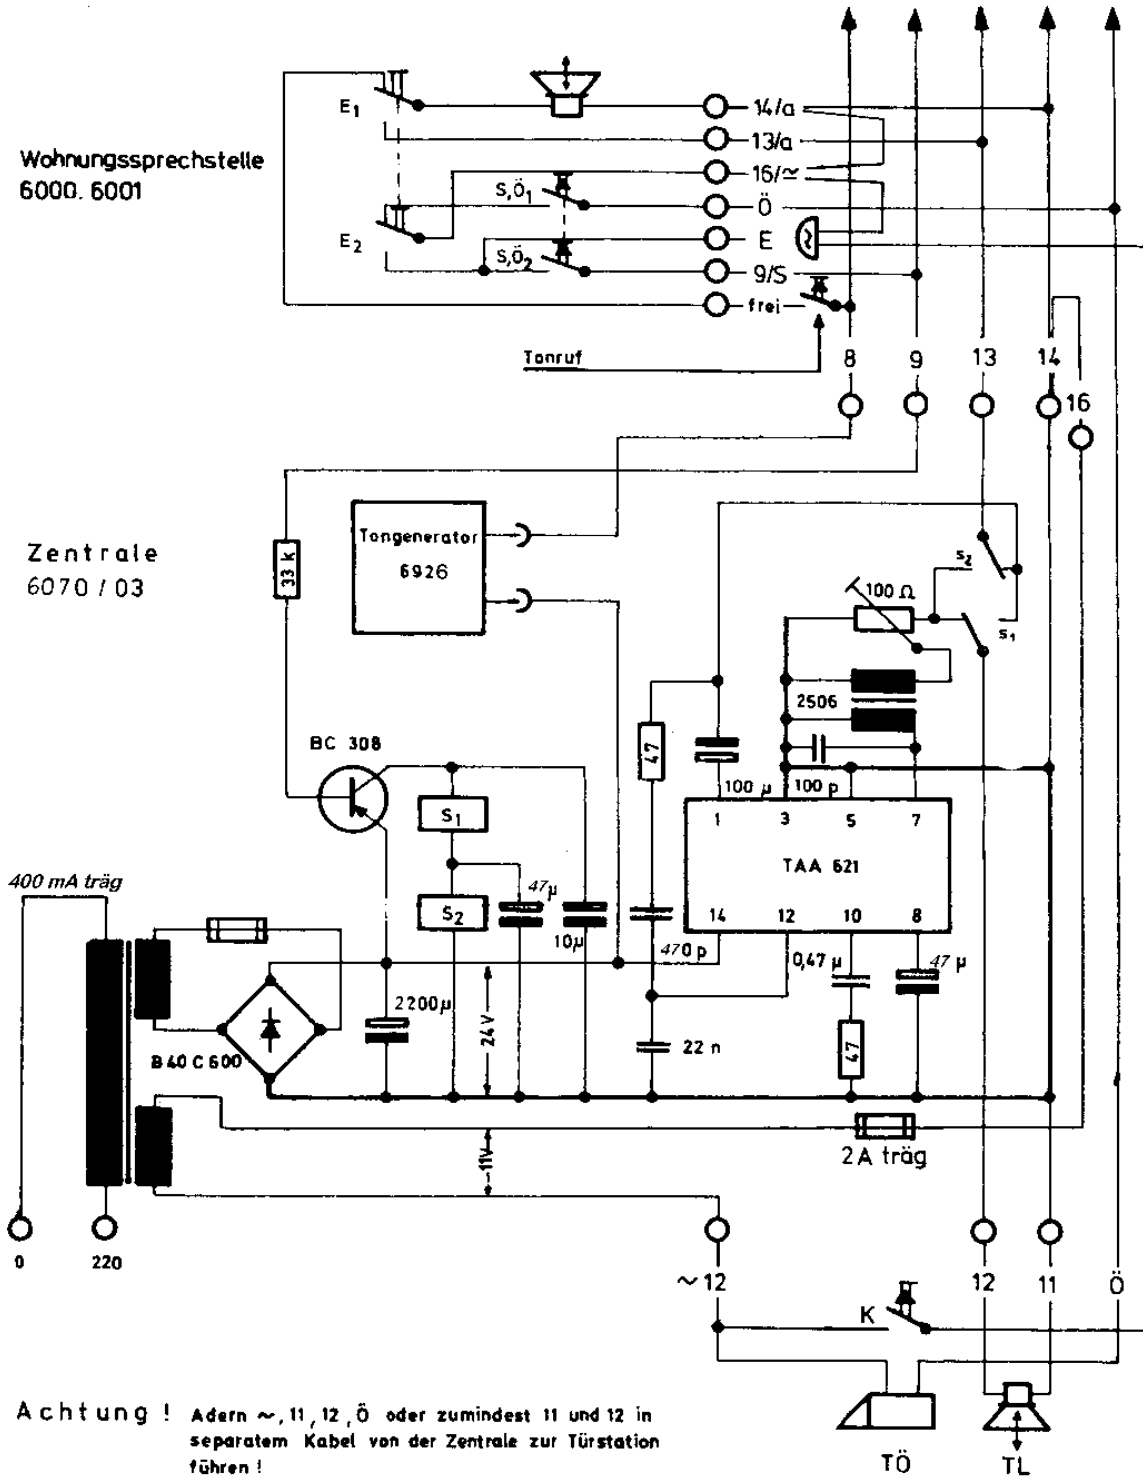 E1
14/a
13/a
Wohnungssprechstelle
6000. 6001
16/≃
S,Ö1
Ö
E2
E
S,Ö2
9/S
frei
Tonruf
8
9
13
14
16
Zentrale
6070 / 03
Tongenerator
6926
33 k
S2
100 Ω
S1
2506
47
BC 308
100 µ
100 p
S1
1
3
5
7
TAA 621
400 mA träg
47µ
S2
14
12
10
8
10µ
470 p
0,47 µ
47 µ
2200µ
24V
22 n
47
B40 C 600
11V
2A träg
0
220
~12
12
11
Ö
K
Achtung ! Adern ~, 11, 12, Ö oder zumindest 11 und 12 in
separatem Kabel von der Zentrale zur Türstation
führen !
TÖ
TL